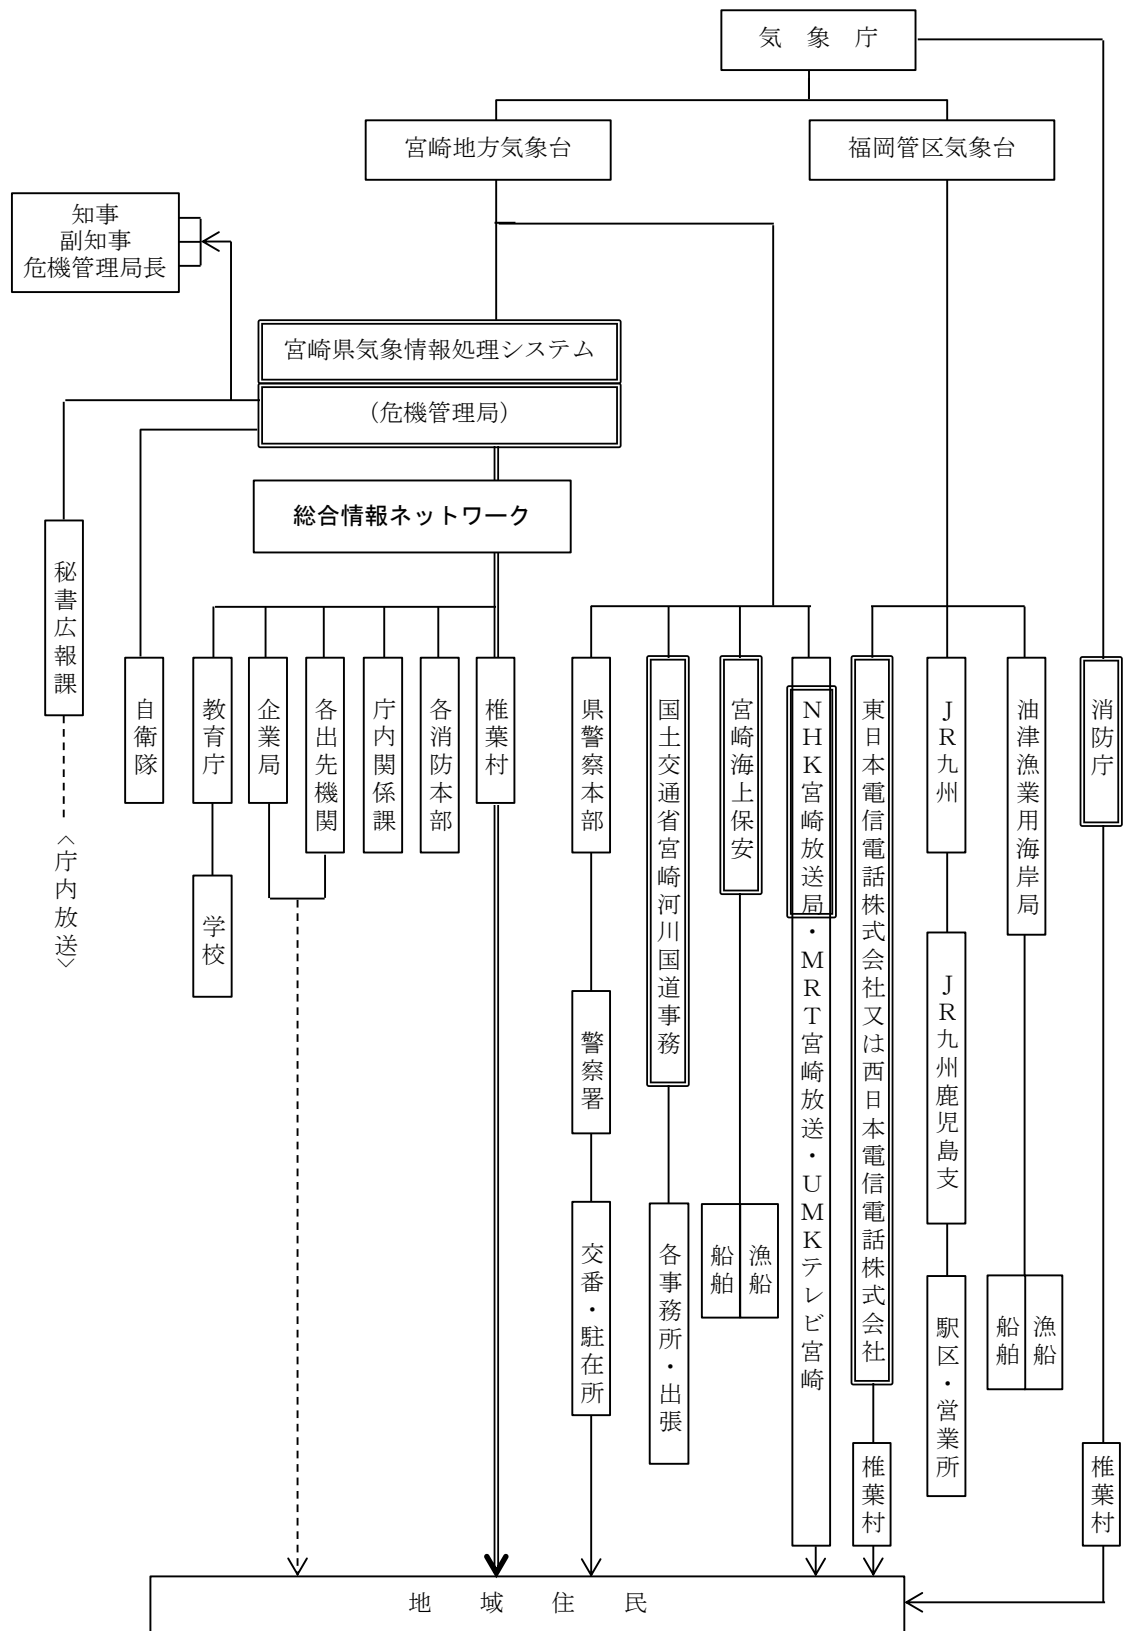 気象庁
宮崎地方気象台
福岡管区気象台
知事
副知事
危機管理局長
宮崎県気象情報処理システム
(危機管理局)
総合情報ネットワーク
秘書広報課
〈庁内放送〉
自衛隊
教育庁
学校
企業局
各出先機関
庁内関係課
各消防本部
椎葉村
県警察本部
警察署
交番・駐在所
国土交通省宮崎河川国道事務
各事務所・出張
宮崎海上保安
船舶
漁船
NHK宮崎放送局・MRT宮崎放送・UMKテレビ宮崎
東日本電信電話株式会社又は西日本電信電話株式会社
椎葉村
JR九州
JR九州鹿児島支
駅区・営業所
油津漁業用海岸局
船舶
漁船
消防庁
椎葉村
地域住民